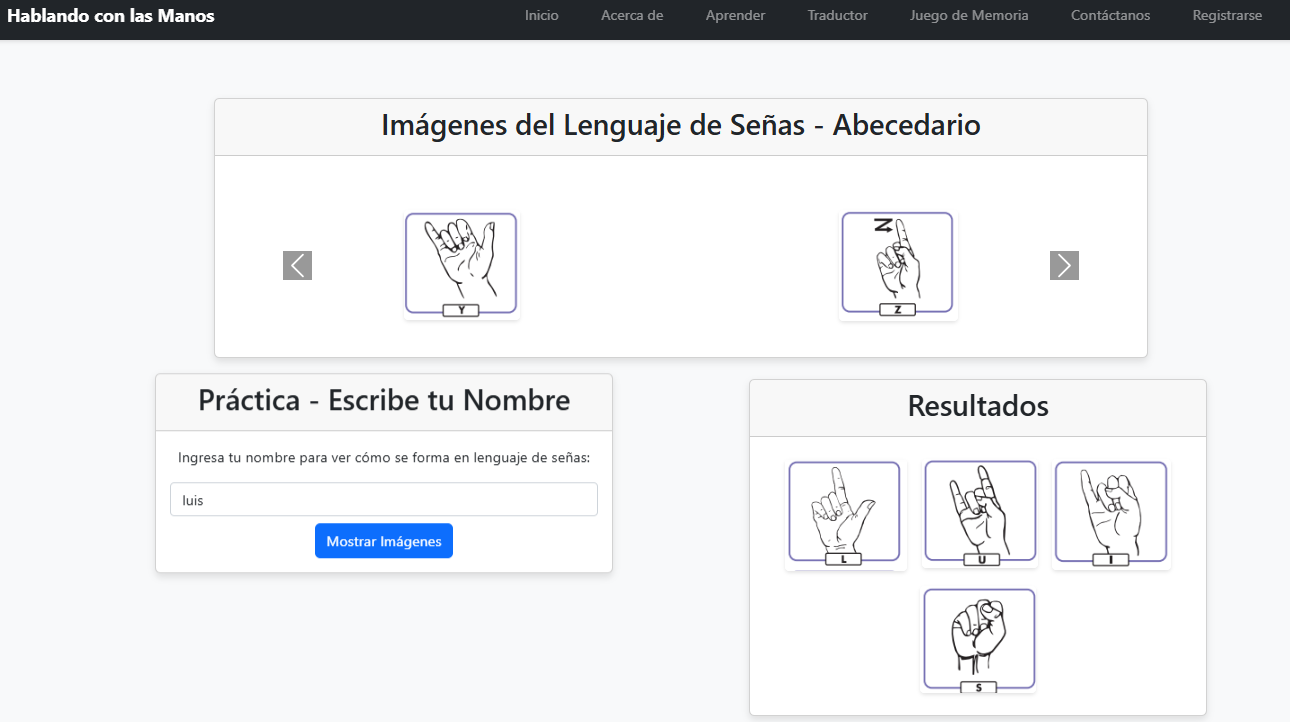 Hablando con las Manos
Inicio Acerca de Aprender Traductor Juego de Memoria Contáctanos Registrarse
Imágenes del Lenguaje de Señas - Abecedario
Y Z
Práctica - Escribe tu Nombre
Ingresa tu nombre para ver cómo se forma en lenguaje de señas:
luis
Mostrar Imágenes
Resultados
L U I
S